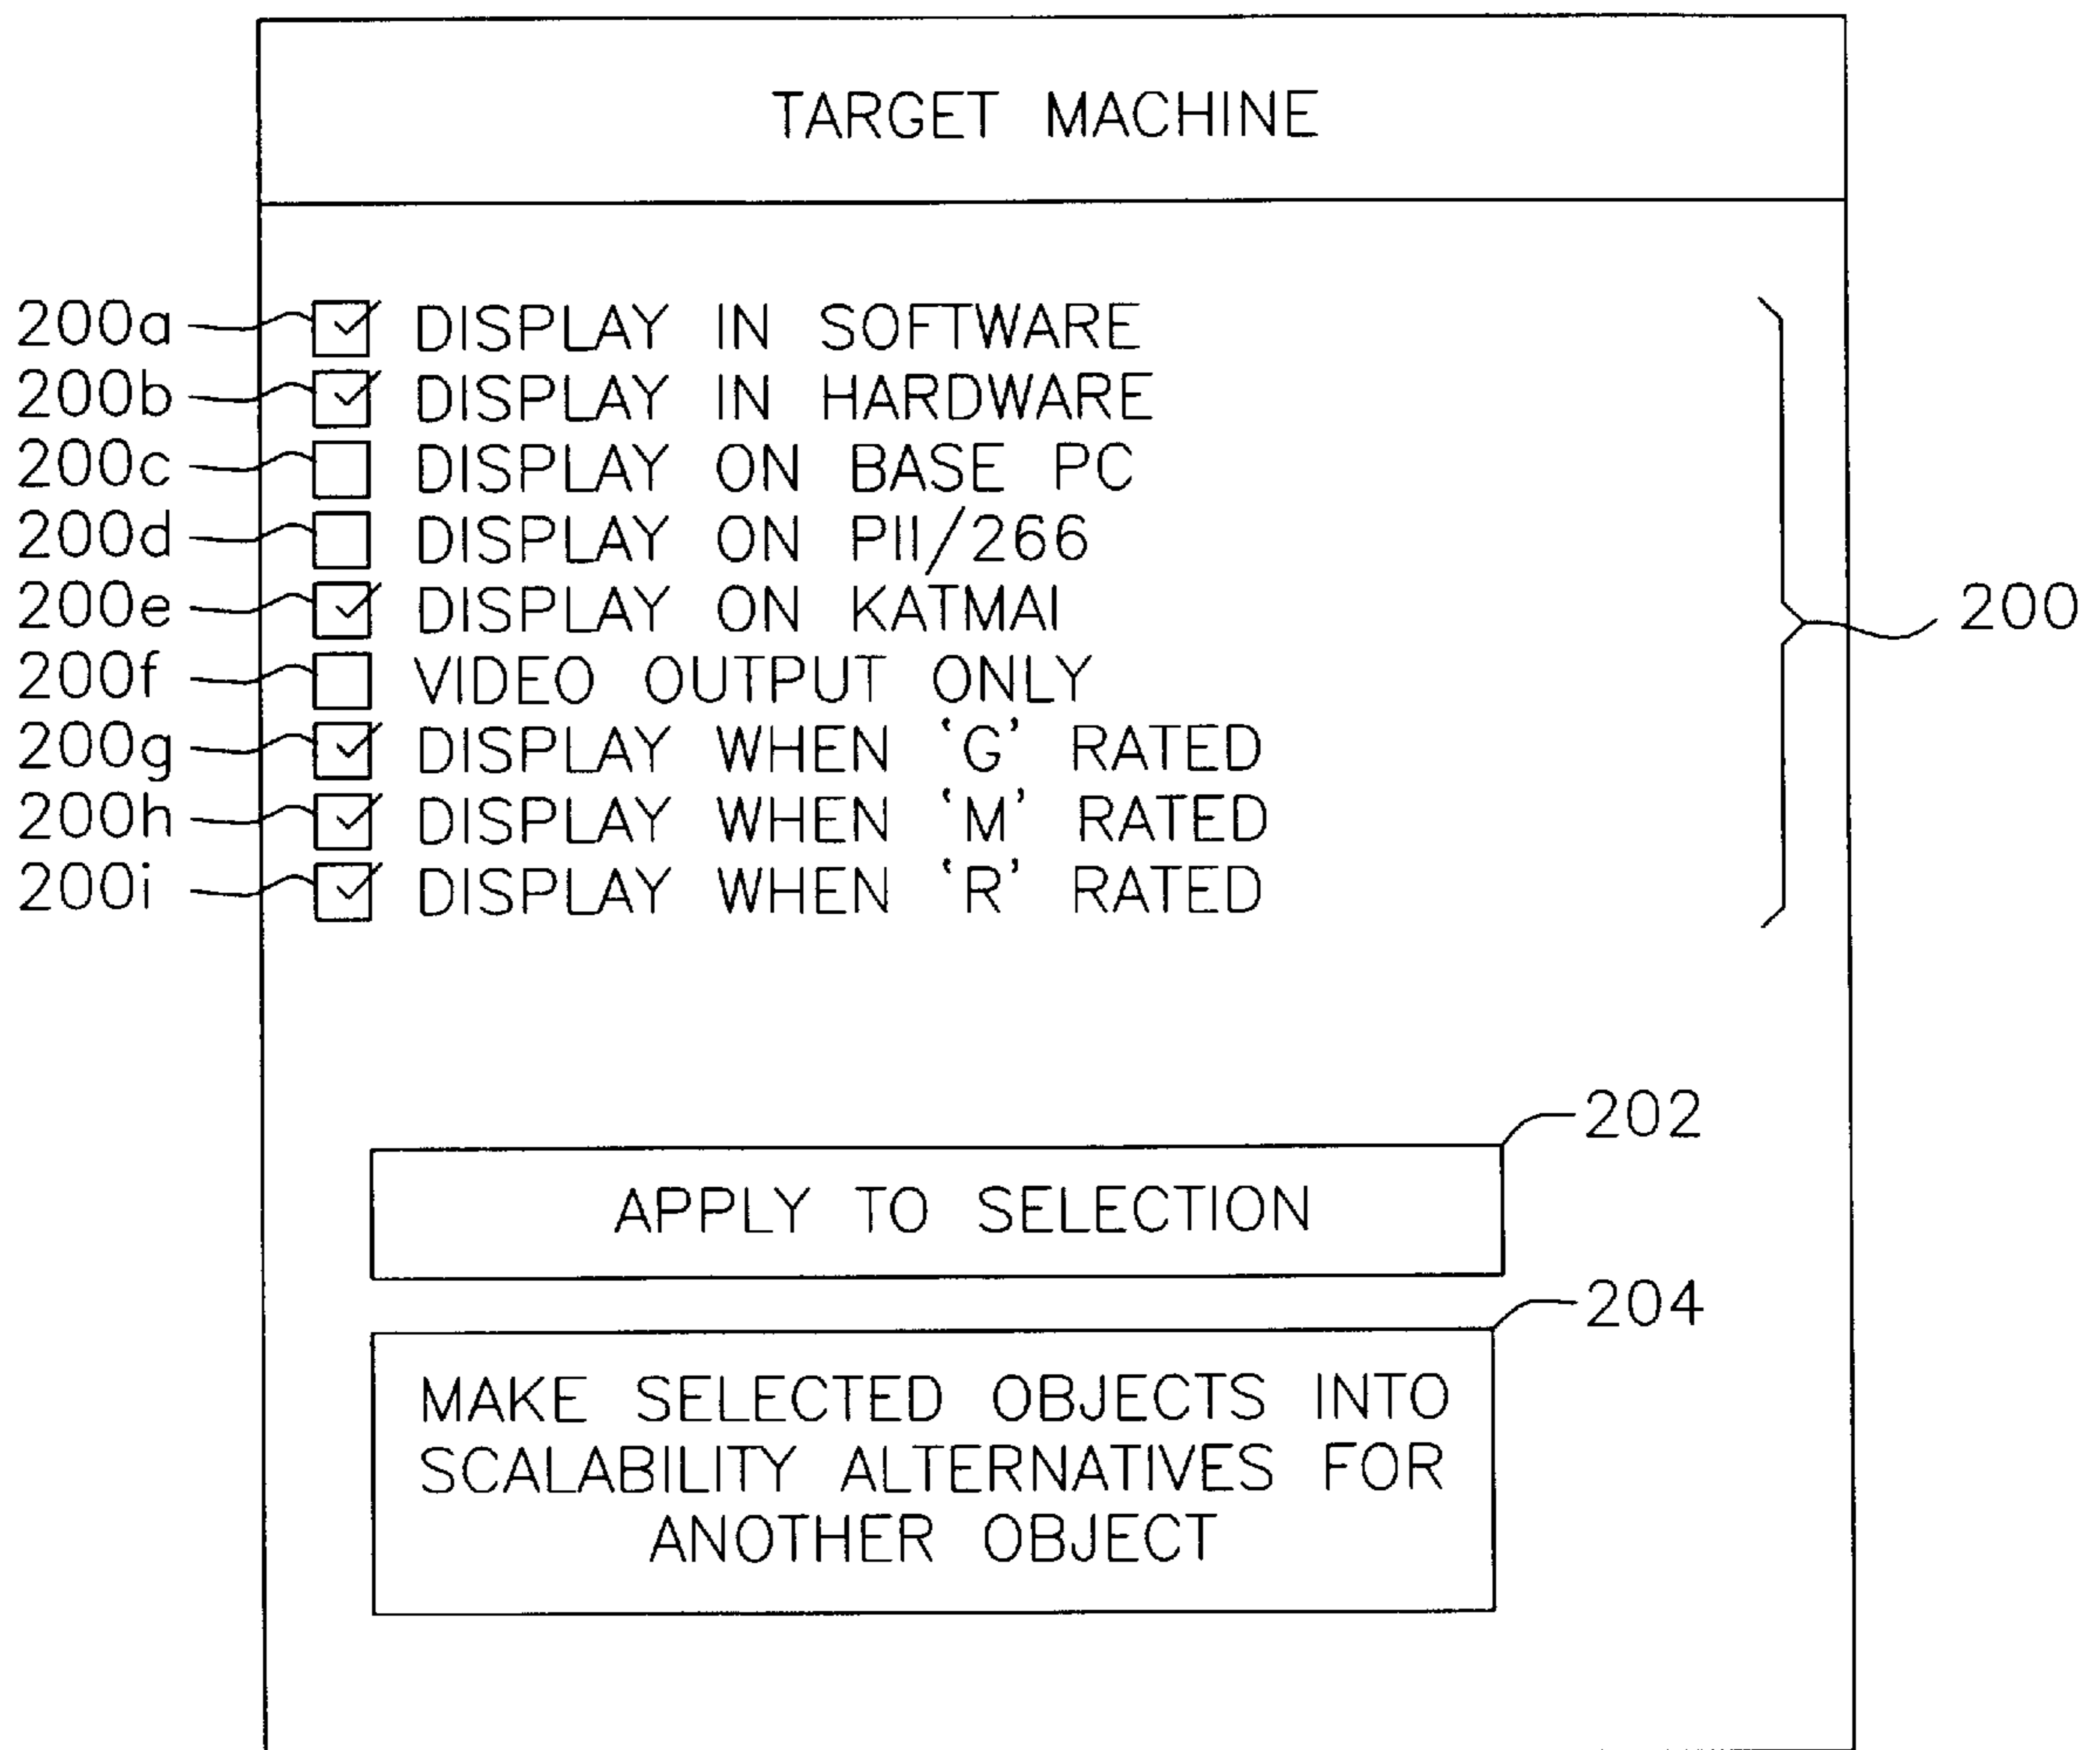 TARGET MACHINE
200a DISPLAY IN SOFTWARE
200b DISPLAY IN HARDWARE
200c DISPLAY ON BASE PC
200d DISPLAY ON PII/266
200e DISPLAY ON KATMAI
200
200f VIDEO OUTPUT ONLY
200g DISPLAY WHEN 'G' RATED
200h DISPLAY WHEN 'M' RATED
200i DISPLAY WHEN 'R' RATED
202
APPLY TO SELECTION
204
MAKE SELECTED OBJECTS INTO
SCALABILITY ALTERNATIVES FOR
ANOTHER OBJECT